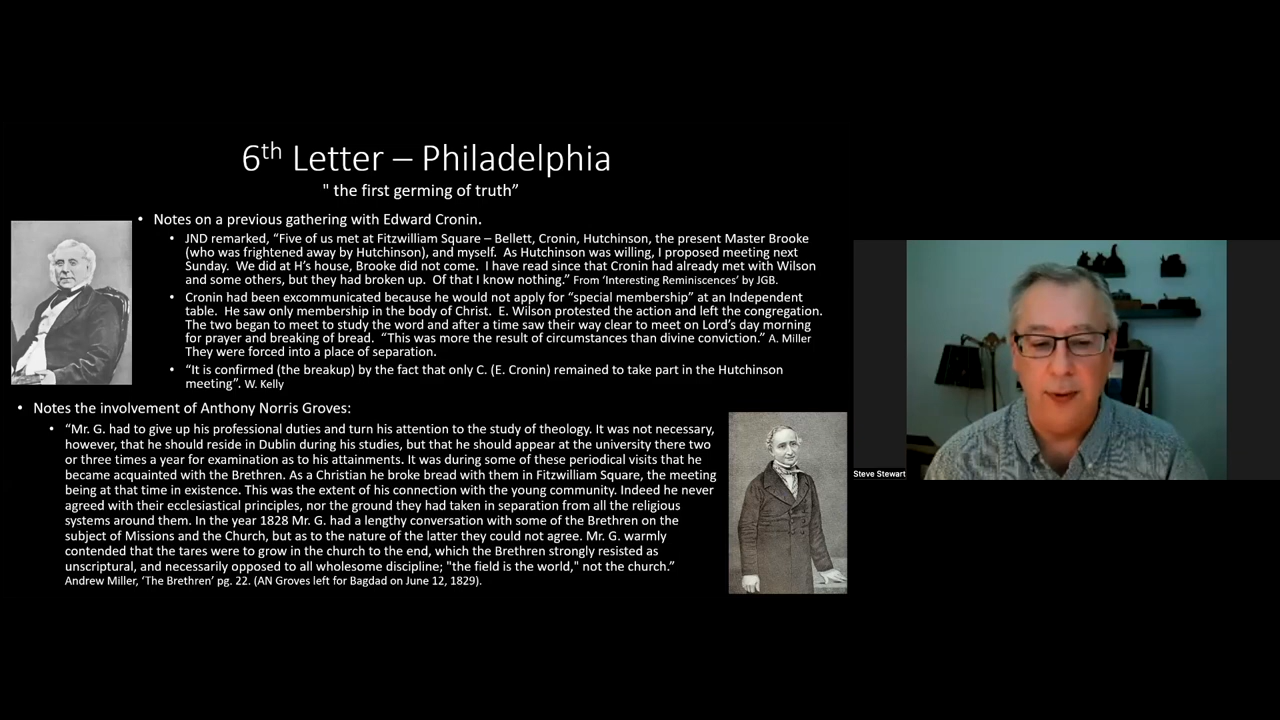 6th Letter – Philadelphia
" the first germing of truth”
• Notes on a previous gathering with Edward Cronin.
• JND remarked, “Five of us met at Fitzwilliam Square – Bellett, Cronin, Hutchinson, the present Master Brooke
(who was frightened away by Hutchinson), and myself. As Hutchinson was willing, I proposed meeting next
Sunday. We did at H’s house, Brooke did not come. I have read since that Cronin had already met with Wilson
and some others, but they had broken up. Of that I know nothing.” From ‘Interesting Reminiscences’ by JGB.
• Cronin had been excommunicated because he would not apply for “special membership” at an Independent
table. He saw only membership in the body of Christ. E. Wilson protested the action and left the congregation.
The two began to meet to study the word and after a time saw their way clear to meet on Lord’s day morning
for prayer and breaking of bread. “This was more the result of circumstances than divine conviction.” A. Miller
They were forced into a place of separation.
• “It is confirmed (the breakup) by the fact that only C. (E. Cronin) remained to take part in the Hutchinson
meeting”. W. Kelly
• Notes the involvement of Anthony Norris Groves:
• “Mr. G. had to give up his professional duties and turn his attention to the study of theology. It was not necessary,
however, that he should reside in Dublin during his studies, but that he should appear at the university there two
or three times a year for examination as to his attainments. It was during some of these periodical visits that he
became acquainted with the Brethren. As a Christian he broke bread with them in Fitzwilliam Square, the meeting
being at that time in existence. This was the extent of his connection with the young community. Indeed he never
agreed with their ecclesiastical principles, nor the ground they had taken in separation from all the religious
systems around them. In the year 1828 Mr. G. had a lengthy conversation with some of the Brethren on the
subject of Missions and the Church, but as to the nature of the latter they could not agree. Mr. G. warmly
contended that the tares were to grow in the church to the end, which the Brethren strongly resisted as
unscriptural, and necessarily opposed to all wholesome discipline; "the field is the world," not the church.”
Andrew Miller, ‘The Brethren’ pg. 22. (AN Groves left for Bagdad on June 12, 1829).
Steve Stewart